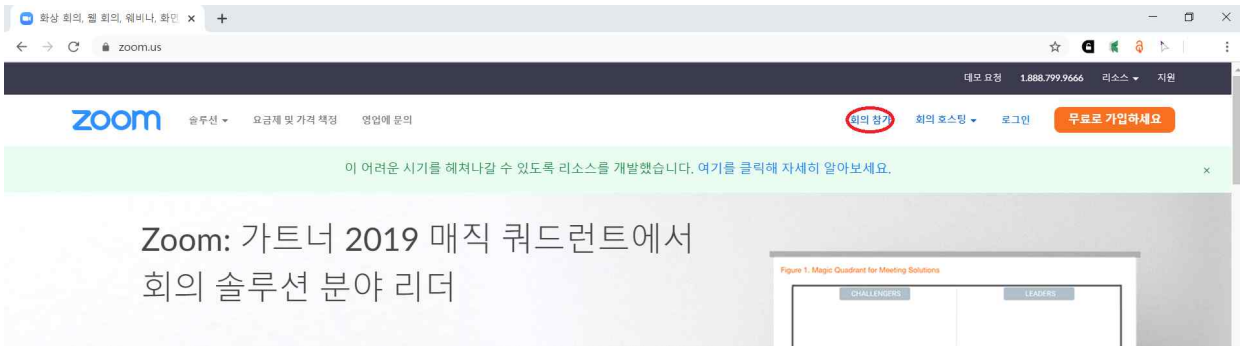 화상 회의, 웹 회의, 웨비나, 화면
zoom.us
데모 요청 1.888.799.9666 리소스 지원
zoom 솔루션 요금제 및 가격 책정 영업에 문의 회의 참가 회의 호스팅 로그인 무료로 가입하세요
이 어려운 시기를 헤쳐나갈 수 있도록 리소스를 개발했습니다. 여기를 클릭해 자세히 알아보세요.
Zoom: 가트너 2019 매직 쿼드런트에서
회의 솔루션 분야 리더
Figure 1. Magic Quadrant for Meeting Solutions
CHALLENGERS LEADERS